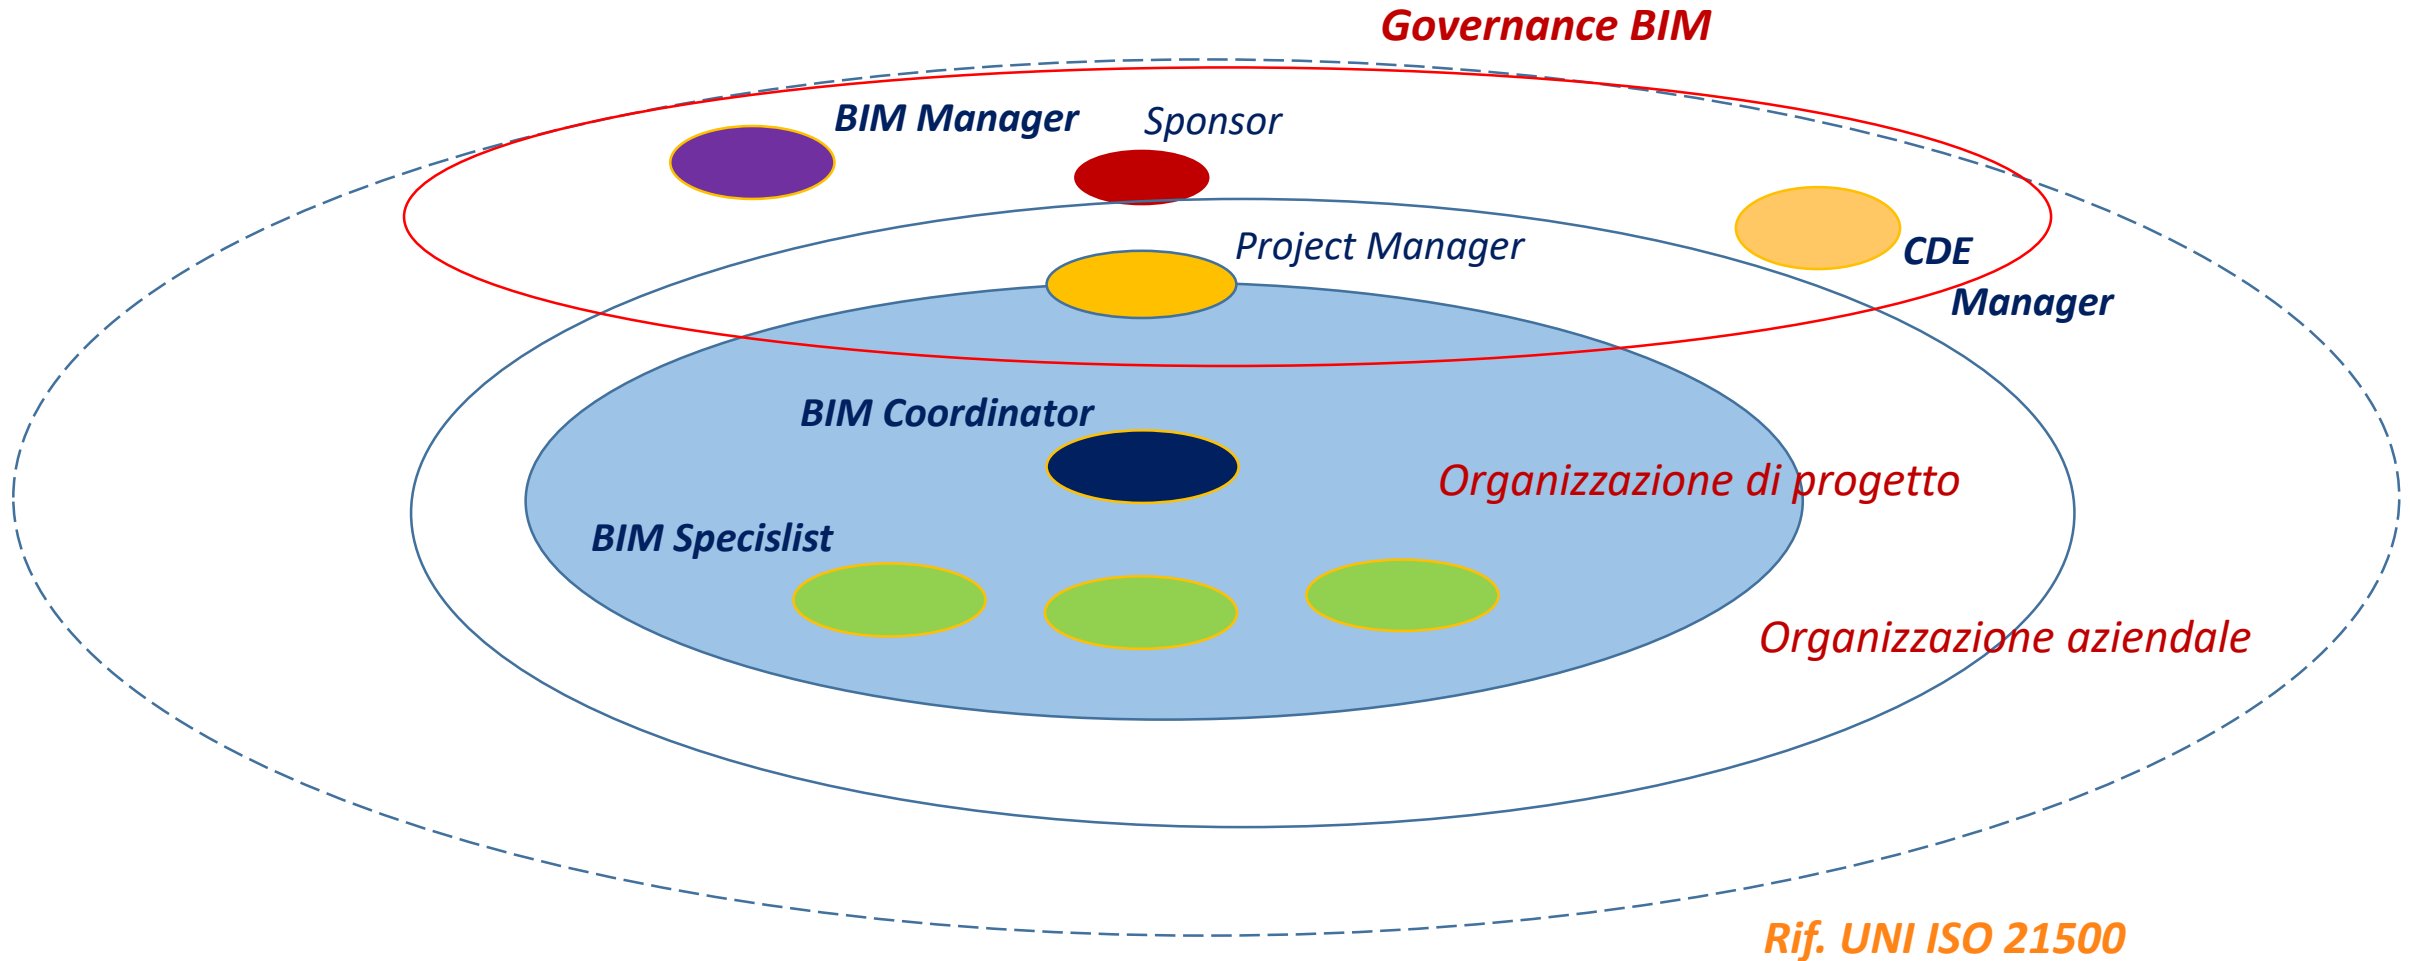 Governance BIM
BIM Manager
Sponsor
Project Manager
CDE
Manager
BIM Coordinator
Organizzazione di progetto
BIM Specislist
Organizzazione aziendale
Rif. UNI ISO 21500